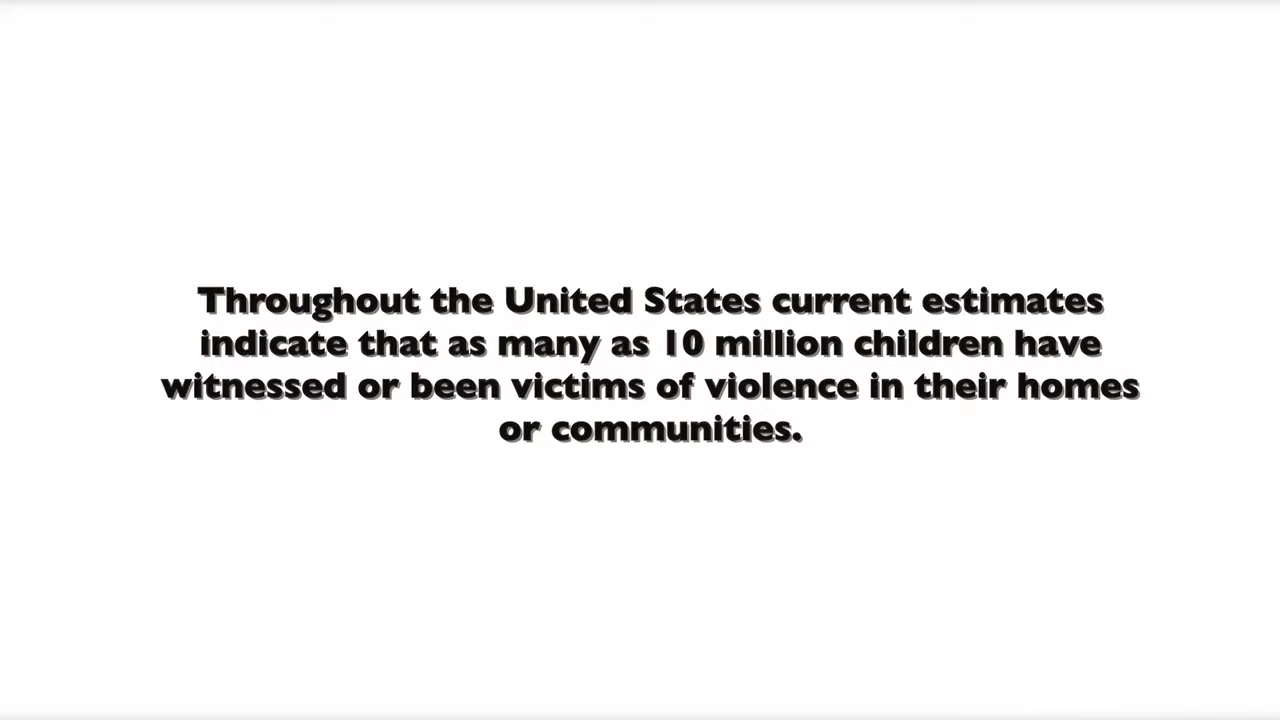 Throughout the United States current estimates
indicate that as many as 10 million children have
witnessed or been victims of violence in their homes
or communities.